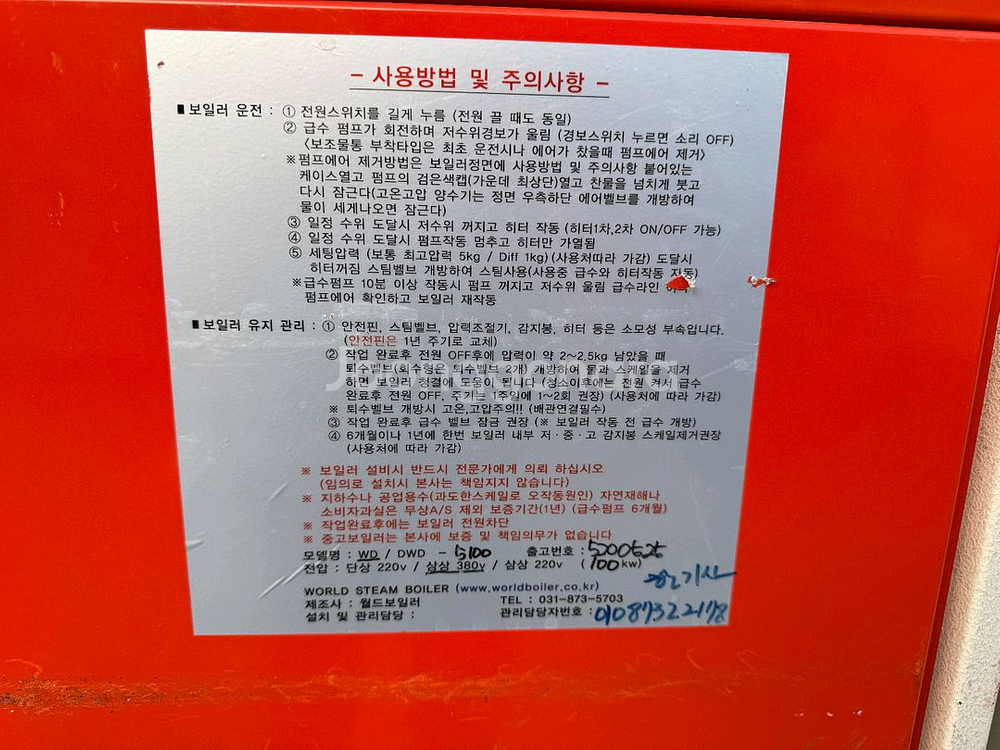 - 사용방법 및 주의사항 -
■ 보일러 운전 : ① 전원스위치를 길게 누름 (전원 끌 때도 동일)
② 급수 펌프가 회전하며 저수위경보가 울림 (경보스위치 누르면 소리 OFF)
〈보조물통 부착타입은 최초 운전시나 에어가 찼을때 펌프에어 제거〉
※펌프에어 제거방법은 보일러정면에 사용방법 및 주의사항 붙어있는
케이스열고 펌프의 검은색캡(가운데 최상단)열고 찬물을 넘치게 붓고
다시 잠근다(고온고압 양수기는 정면 우측하단 에어벨브를 개방하여
물이 세게나오면 잠근다)
③ 일정 수위 도달시 저수위 꺼지고 히터 작동 (히터1차,2차 ON/OFF 가능)
④ 일정 수위 도달시 펌프작동 멈추고 히터만 가열됨
⑤ 세팅압력 (보통 최고압력 5kg / Diff 1kg) (사용처따라 가감) 도달시
히터꺼짐 스팀벨브 개방하여 스팀사용(사용중 급수와 히터작동 자동)
※급수펌프 10분 이상 작동시 펌프 꺼지고 저수위 울림 급수라인
펌프에어 확인하고 보일러 재작동
■ 보일러 유지 관리 : ① 안전핀, 스팀벨브, 압력조절기, 감지봉, 히터 등은 소모성 부속입니다.
(안전핀은 1년 주기로 교체)
② 작업 완료후 전원 OFF후에 압력이 약 2~2,5kg 남았을 때
퇴수벨브(회수형은 퇴수벨브 2개) 개방하여 물과 스케일을 제거
하면 보일러 청결에 도움이 됩니다 (청소이후에는 전원 켜서 급수
완료후 전원 OFF, 주기는 1주일에 1~2회 권장) (사용처에 따라 가감)
※ 퇴수벨브 개방시 고온,고압주의!! (배관연결필수)
③ 작업 완료후 급수 벨브 잠금 권장 (※ 보일러 작동 전 급수 개방)
④ 6개월이나 1년에 한번 보일러 내부 저 · 중 · 고 감지봉 스케일제거권장
(사용처에 따라 가감)
※ 보일러 설비시 반드시 전문가에게 의뢰 하십시오
(임의로 설치시 본사는 책임지지 않습니다)
※ 지하수나 공업용수(과도한스케일로 오작동원인) 자연재해나
소비자과실은 무상A/S 제외 보증기간(1년) (급수펌프 6개월)
※ 작업완료후에는 보일러 전원차단
※ 중고보일러는 본사에 보증 및 책임의무가 없습니다
모델명 : WD / DWD - 5100 출고번호 : 5200525
전압 : 단상 220v / 삼상 380v / 삼상 220v ( 100 kw)
WORLD STEAM BOILER (www.worldboiler.co.kr)
제조사 : 월드보일러 TEL : 031-873-5703
설치 및 관리담당 : 관리담당자번호 : 01087322178